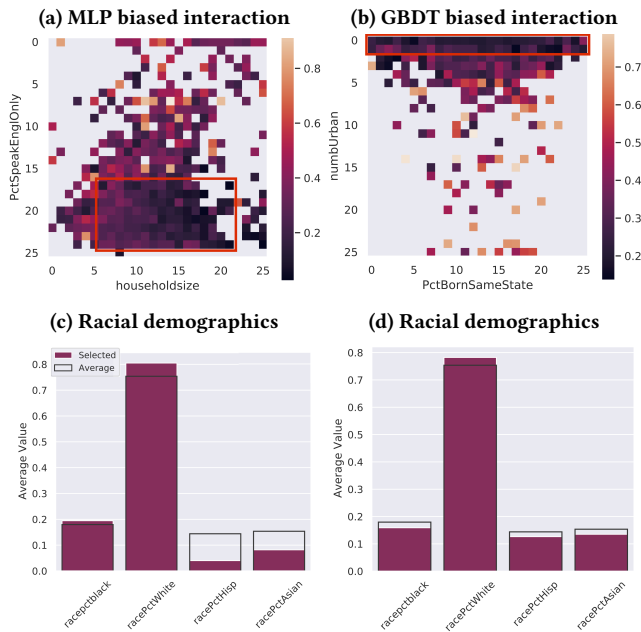 (a) MLP biased interaction
(b) GBDT biased interaction
0
5
10
15
20
25
PctSpeakEnglOnly
0
5
10
15
20
25
householdsize
0.8
0.6
0.4
0.2
0
5
10
15
20
25
numbUrban
0
5
10
15
20
25
PctBornSameState
0.7
0.6
0.5
0.4
0.3
0.2
(c) Racial demographics
(d) Racial demographics
Selected
Average
0.8
0.7
0.6
0.5
0.4
0.3
0.2
0.1
0.0
Average Value
racepctblack
racePctWhite
racePctHisp
racePctAsian
0.8
0.7
0.6
0.5
0.4
0.3
0.2
0.1
0.0
Average Value
racepctblack
racePctWhite
racePctHisp
racePctAsian